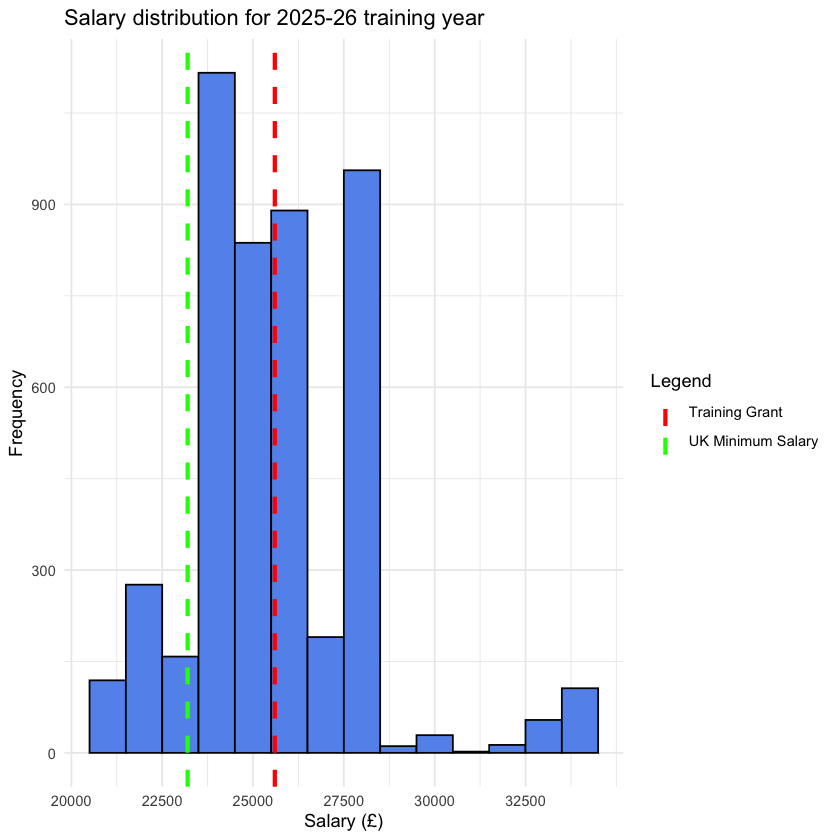 Salary distribution for 2025-26 training year
Frequency
900
600
300
0
20000
22500
25000
27500
30000
32500
Salary (£)
Legend
Training Grant
UK Minimum Salary